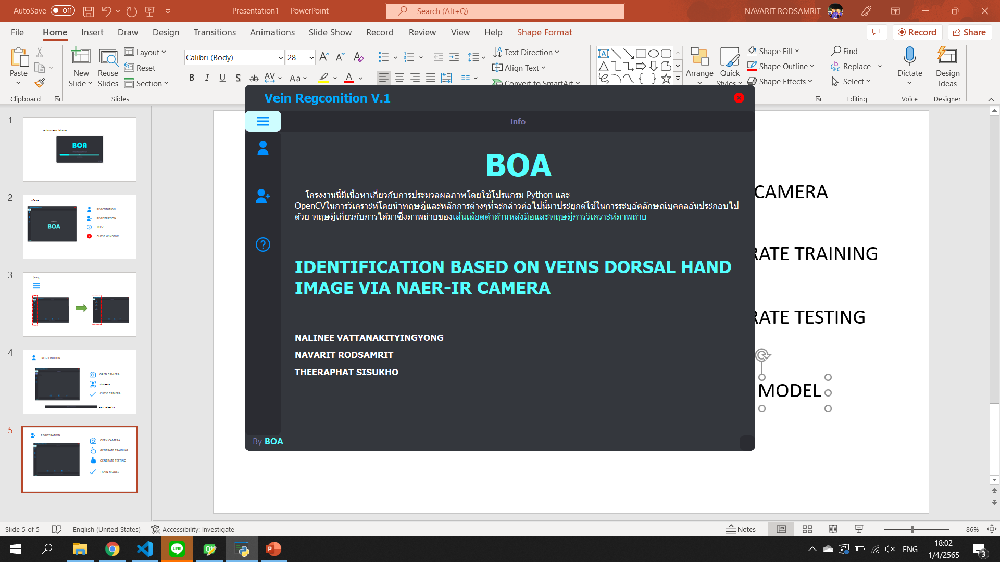 AutoSave Off Presentation1 - PowerPoint Search (Alt+Q) NAVARIT RODSAMRIT
File Home Insert Draw Design Transitions Animations Slide Show Record Review View Help Shape Format Record Share
Paste New Slide Reuse Slides Layout Reset Section
Calibri (Body) 28
B I U S ab AV Aa A
Text Direction
Align Text
Convert to SmartArt
Arrange Quick Styles
Shape Fill
Shape Outline
Shape Effects
Find
Replace
Select
Dictate
Design Ideas
Clipboard Slides Editing Voice Designer
1
BOA
2
REGCONITION
REGISTRATION
INFO
CLOSE WINDOW
BOA
3
4
REGCONITION
OPEN CAMERA
CLOSE CAMERA
5
REGISTRATION
OPEN CAMERA
GENERATE TRAINING
GENERATE TESTING
TRAIN MODEL
Vein Regconition V.1
info
BOA
โครงงานนี้มีเนื้อหาเกี่ยวกับการประมวลผลภาพโดยใช้โปรแกรม Python และ
OpenCVในการวิเคราะห์โดยนำทฤษฎีและหลักการต่างๆที่จะกล่าวต่อไปนี้มาประยุกต์ใช้ในการระบุอัตลักษณ์บุคคลอันประกอบไป
ด้วย ทฤษฎีเกี่ยวกับการได้มาซึ่งภาพถ่ายของเส้นเลือดดำด้านหลังมือและทฤษฎีการวิเคราะห์ภาพถ่าย
IDENTIFICATION BASED ON VEINS DORSAL HAND
IMAGE VIA NAER-IR CAMERA
NALINEE VATTANAKITYINGYONG
NAVARIT RODSAMRIT
THEERAPHAT SISUKHO
By BOA
CAMERA
RATE TRAINING
RATE TESTING
MODEL
Slide 5 of 5 English (United States) Accessibility: Investigate Notes 86%
ENG 18:02
1/4/2565 3